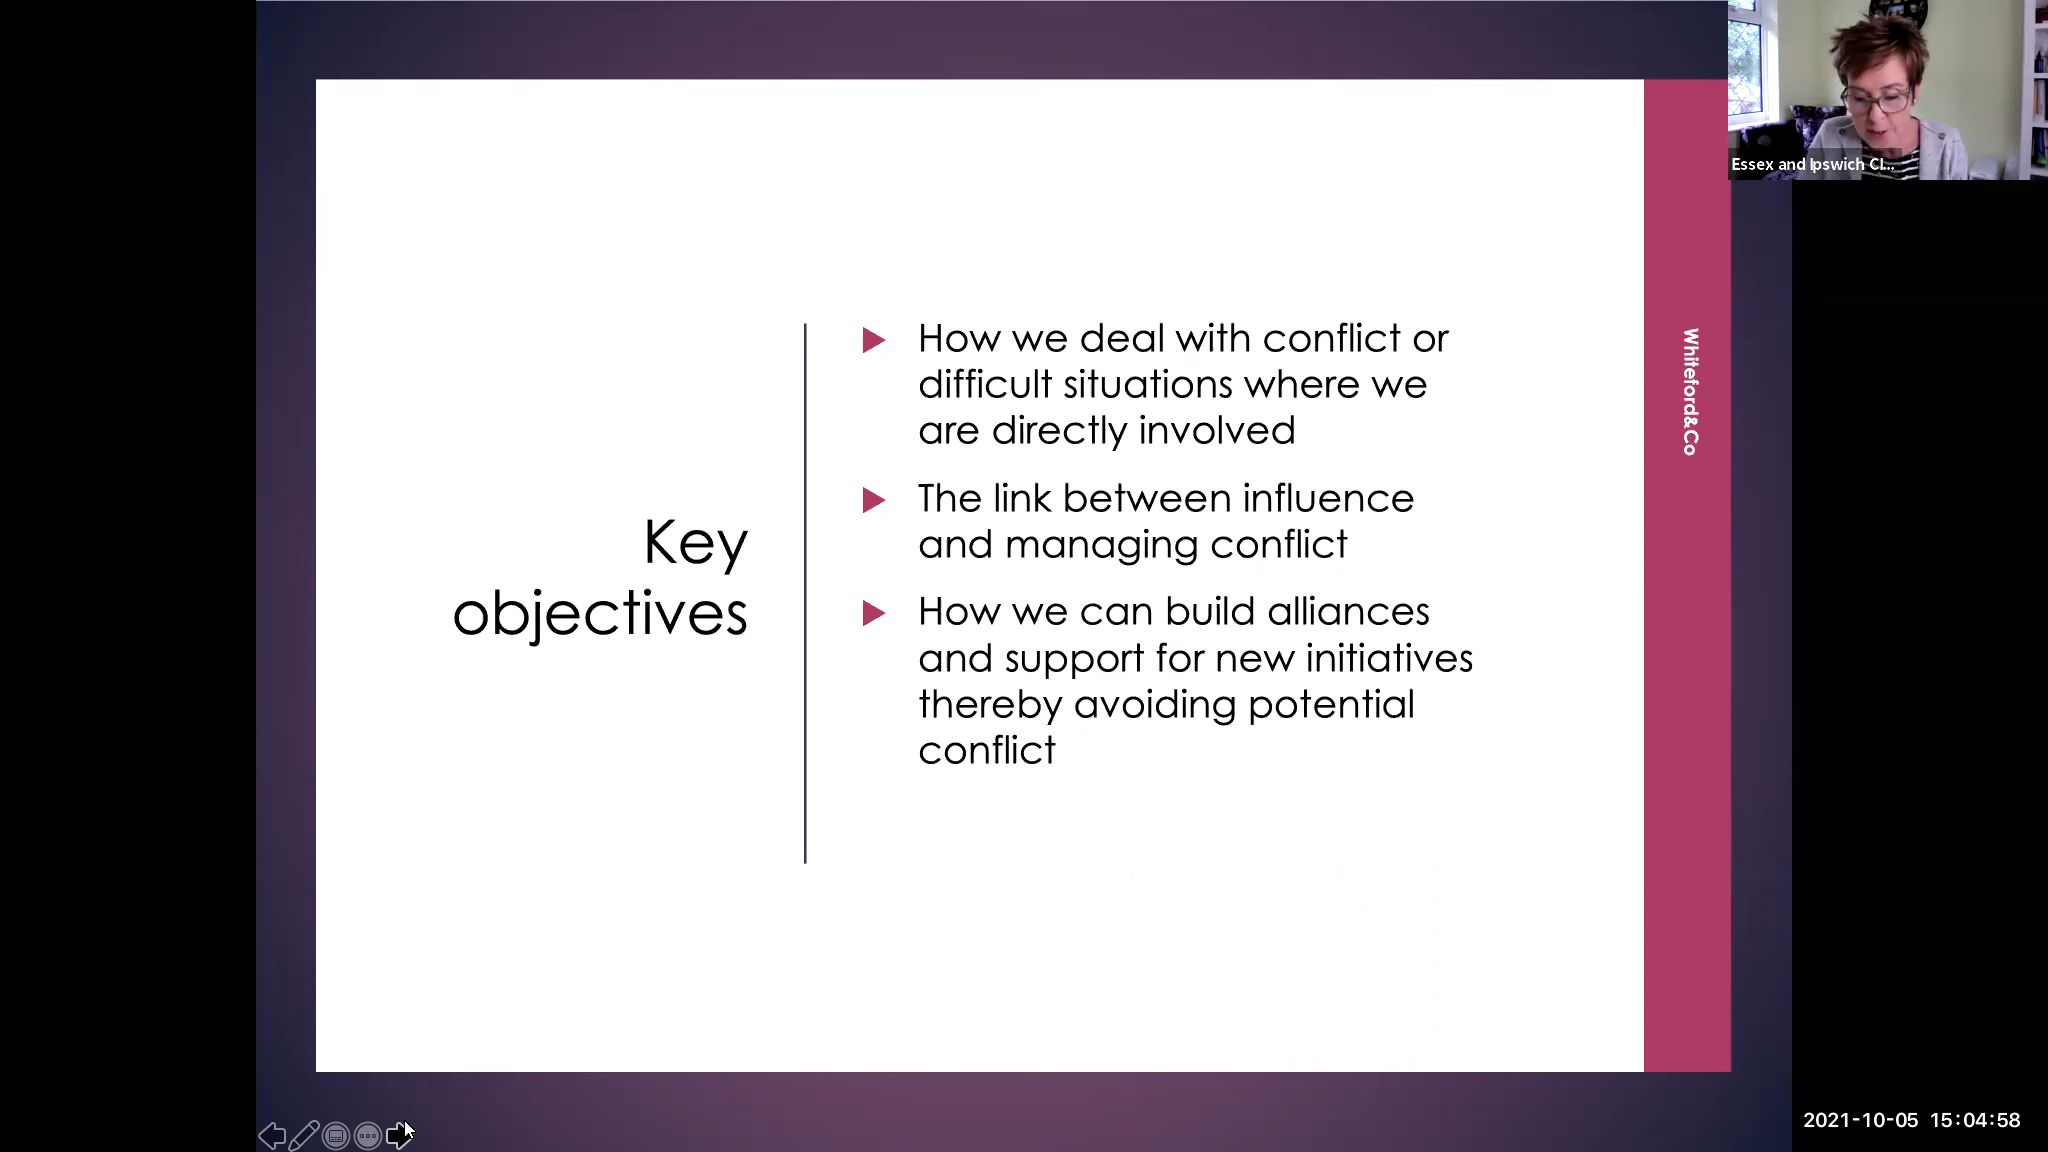 Essex and Ipswich Cl...
Key
objectives
How we deal with conflict or
difficult situations where we
are directly involved
The link between influence
and managing conflict
How we can build alliances
and support for new initiatives
thereby avoiding potential
conflict
Whiteford&Co
2021-10-05 15:04:58